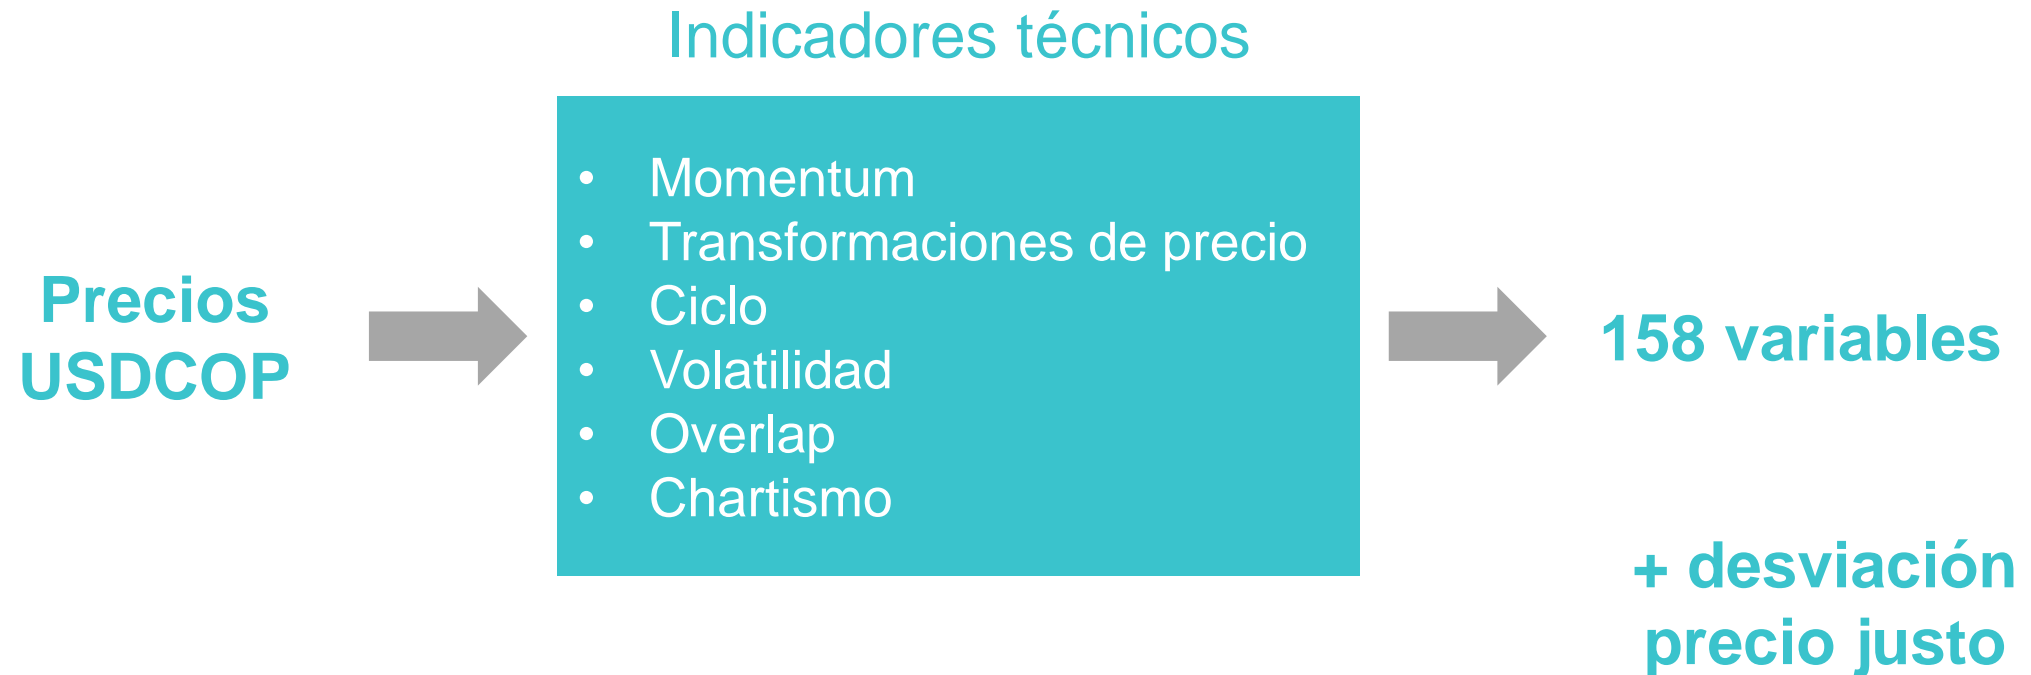 Indicadores técnicos
Precios
USDCOP
• Momentum
• Transformaciones de precio
• Ciclo
• Volatilidad
• Overlap
• Chartismo
158 variables
+ desviación
precio justo